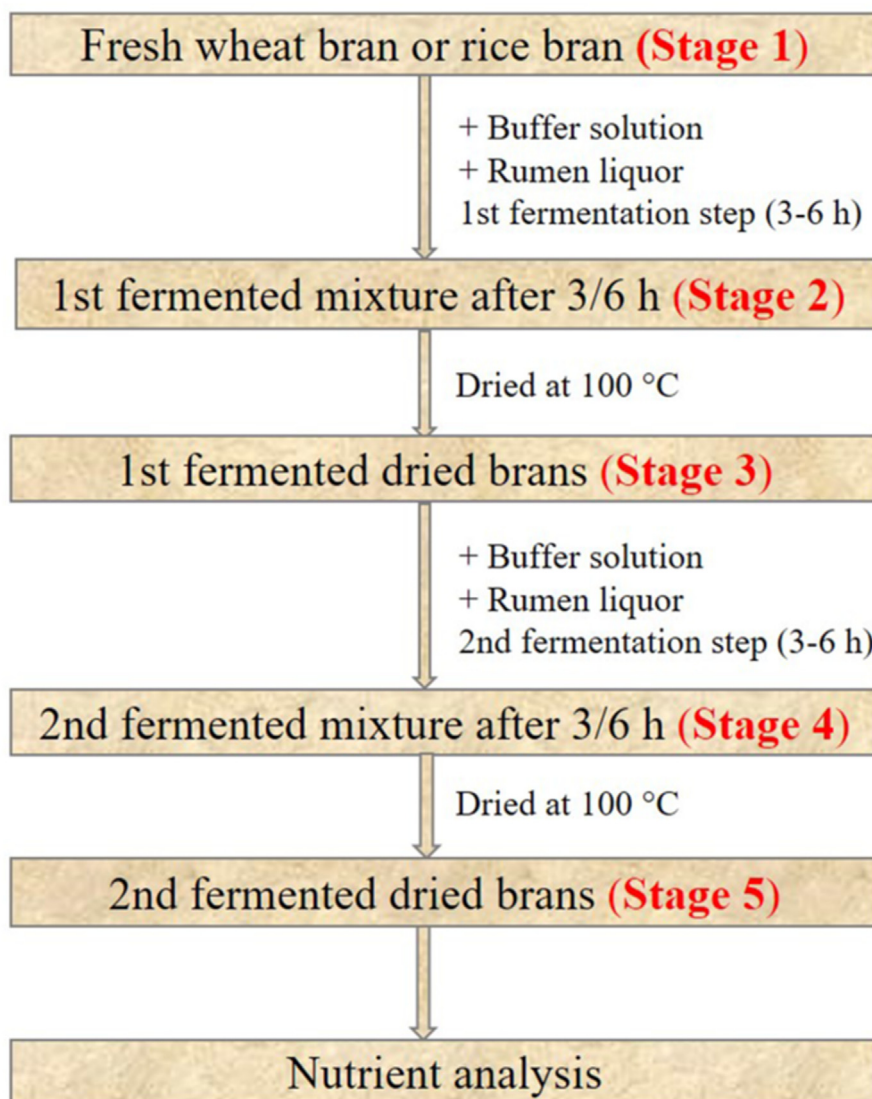 Fresh wheat bran or rice bran (Stage 1)
+ Buffer solution
+ Rumen liquor
1st fermentation step (3-6 h)
1st fermented mixture after 3/6 h (Stage 2)
Dried at 100 °C
1st fermented dried brans (Stage 3)
+ Buffer solution
+ Rumen liquor
2nd fermentation step (3-6 h)
2nd fermented mixture after 3/6 h (Stage 4)
Dried at 100 °C
2nd fermented dried brans (Stage 5)
Nutrient analysis